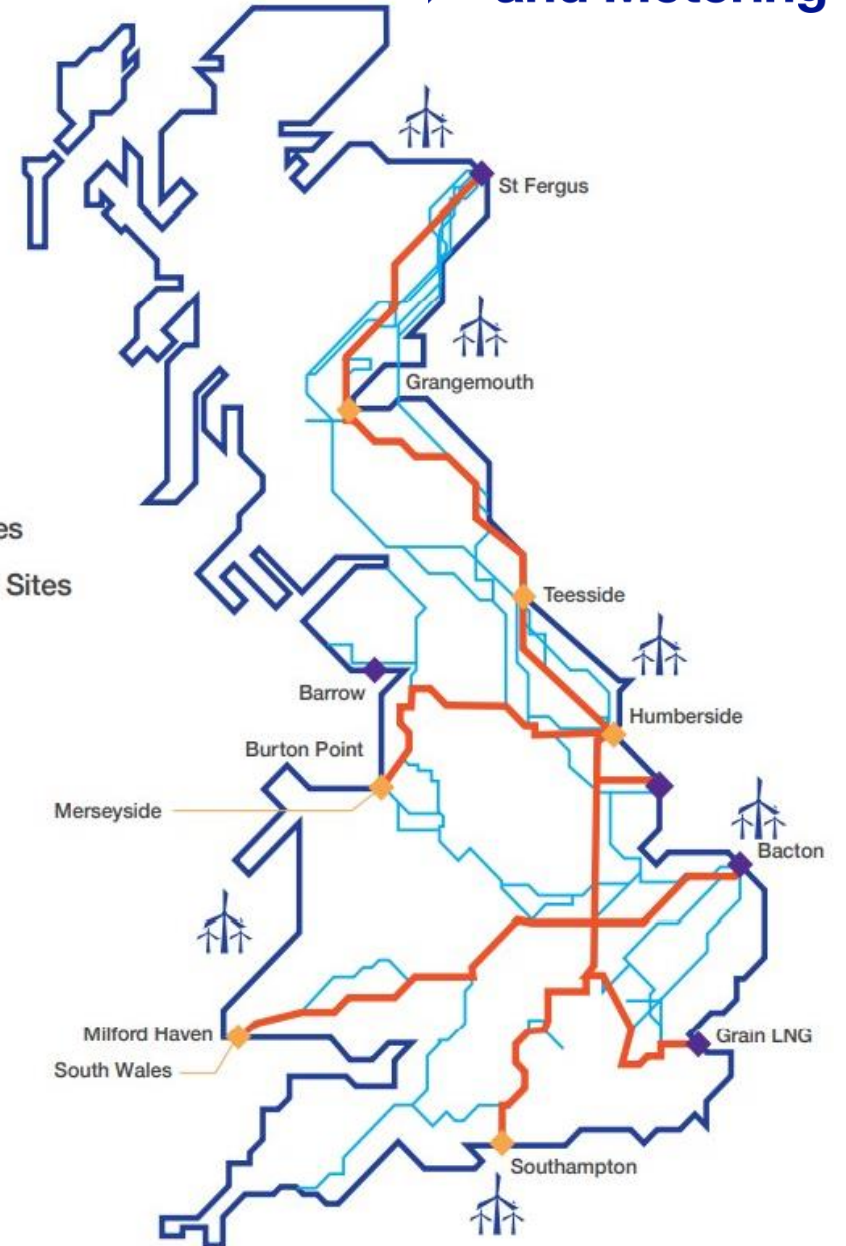 and Metering
St Fergus
Grangemouth
es
Sites
Teesside
Barrow
Humberside
Burton Point
Merseyside
Bacton
Milford Haven
Grain LNG
South Wales
Southampton